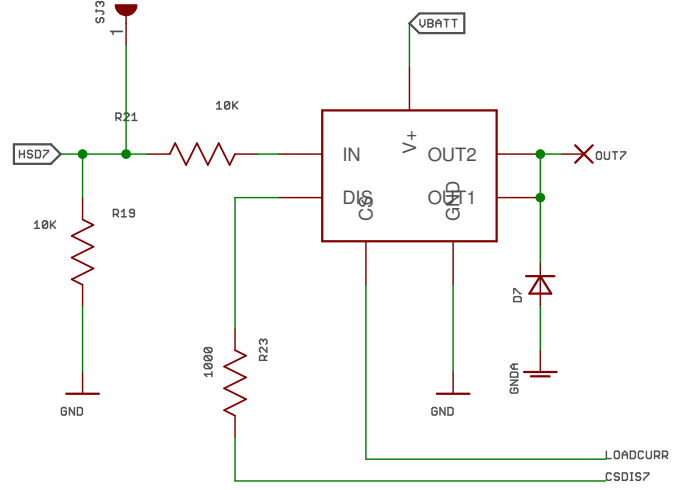 SJ3
1
VBATT
10K
R21
HSD7
IN
V+
OUT2
OUT7
DIS
CS
GND
OUT1
10K
R19
D7
1000
R23
GNDA
GND
GND
LOADCURR
CSDIS7